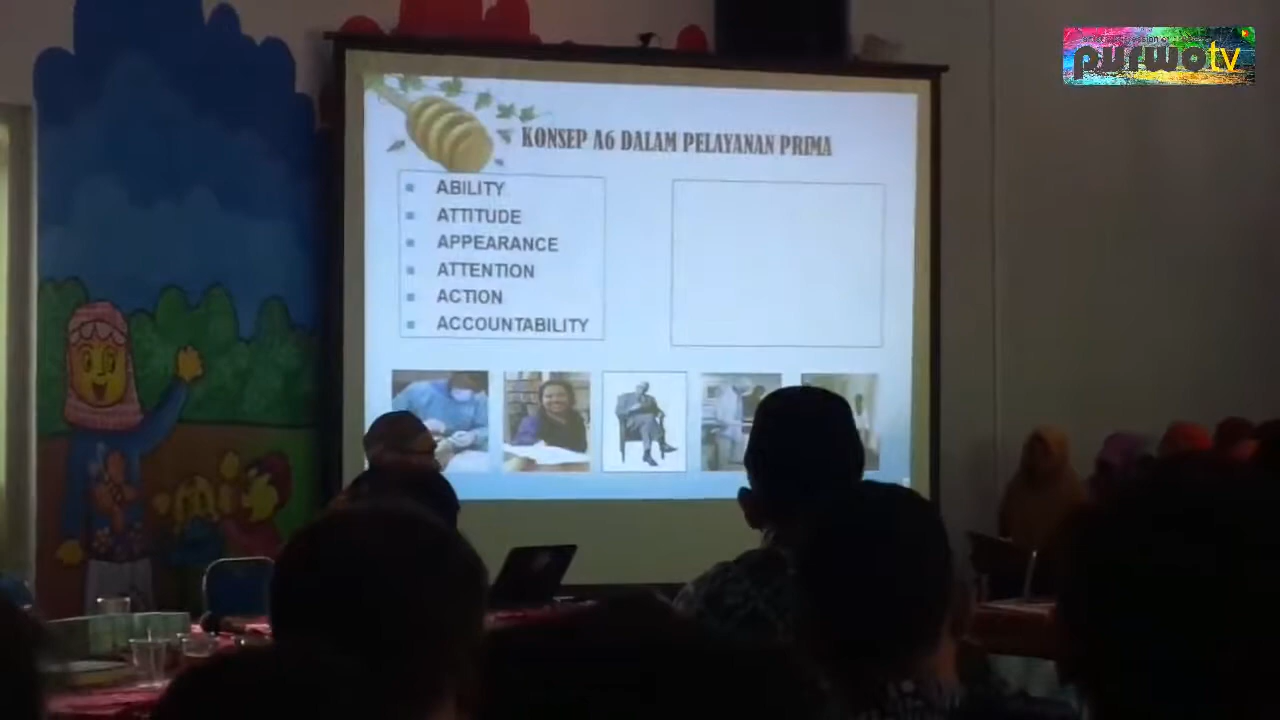 purwotv
KONSEP A6 DALAM PELAYANAN PRIMA
ABILITY
ATTITUDE
APPEARANCE
ATTENTION
ACTION
ACCOUNTABILITY